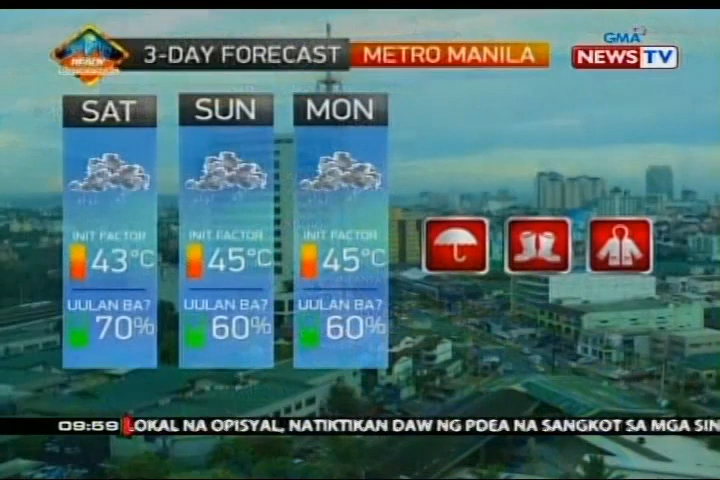 READY
3-DAY FORECAST METRO MANILA
GMA
NEWS TV
SAT SUN MON
INIT FACTOR INIT FACTOR INIT FACTOR
43°C 45°C 45°C
UULAN BA? UULAN BA? UULAN BA?
70% 60% 60%
09:59 LOKAL NA OPISYAL, NATIKTIKAN DAW NG PDEA NA SANGKOT SA MGA SIN